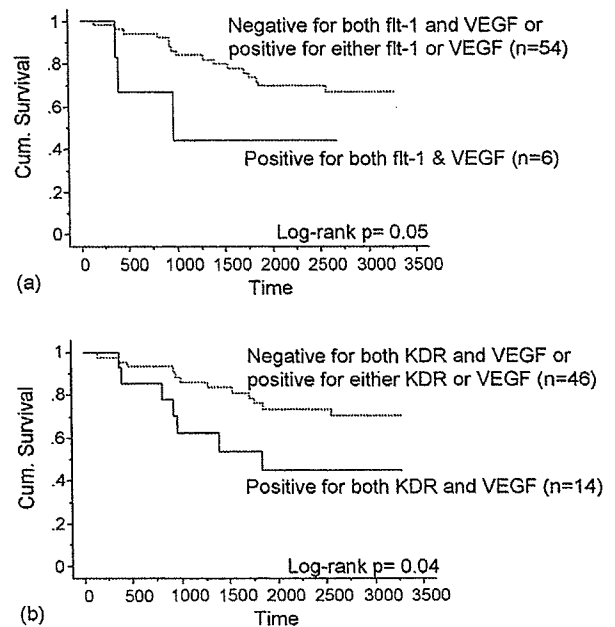 Negative for both flt-1 and VEGF or
positive for either flt-1 or VEGF (n=54)
1
.8
.6
.4
.2
0
Cum. Survival
Positive for both flt-1 & VEGF (n=6)
Log-rank p= 0.05
0 500 1000 1500 2000 2500 3000 3500
Time
(a)
Negative for both KDR and VEGF or
positive for either KDR or VEGF (n=46)
1
.8
.6
.4
.2
0
Cum. Survival
Positive for both KDR and VEGF (n=14)
Log-rank p= 0.04
0 500 1000 1500 2000 2500 3000 3500
Time
(b)